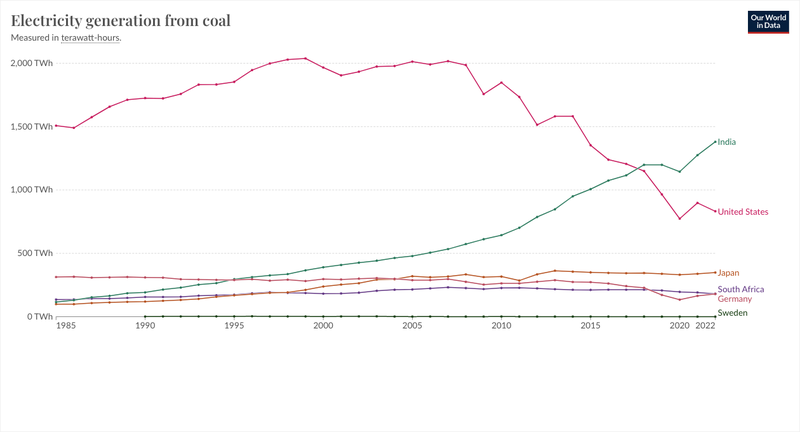 Electricity generation from coal
Measured in terawatt-hours.
Our World
in Data
2,000 TWh
1,500 TWh
1,000 TWh
500 TWh
0 TWh
India
United States
Japan
South Africa
Germany
Sweden
1985 1990 1995 2000 2005 2010 2015 2020 2022